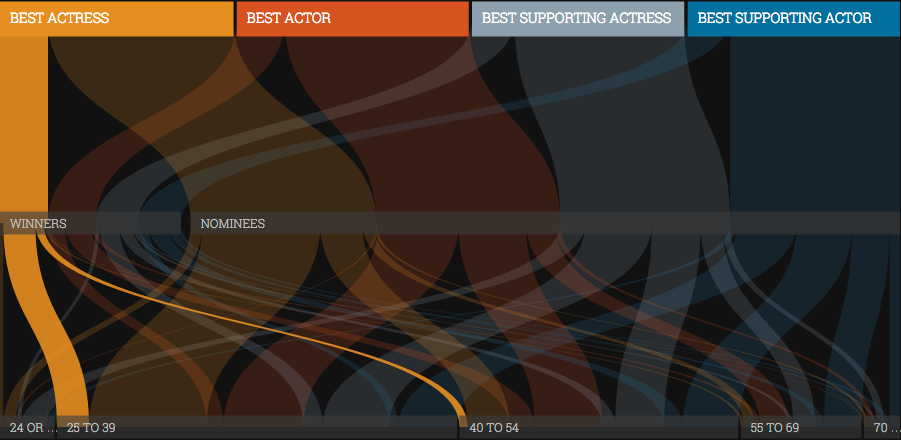 BEST ACTRESS
BEST ACTOR
BEST SUPPORTING ACTRESS
BEST SUPPORTING ACTOR
WINNERS
NOMINEES
24 OR ...
25 TO 39
40 TO 54
55 TO 69
70 ...